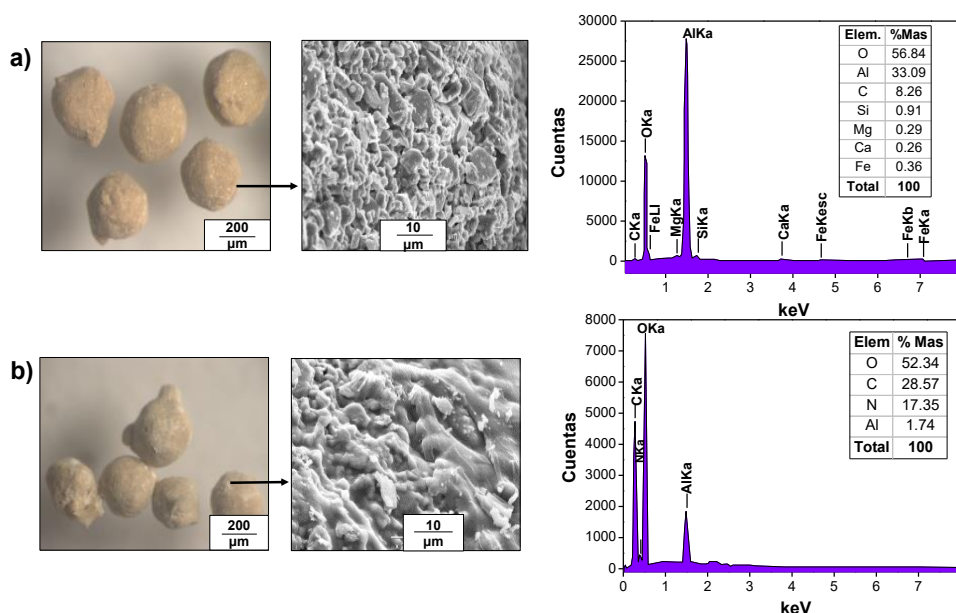 a)
200
µm
10
µm
Cuentas
30000
25000
20000
15000
10000
5000
0
CKa
OKa
FeLl
MgKa
AlKa
SiKa
CaKa
FeKesc
FeKb
FeKa
1 2 3 4 5 6 7
keV
Elem. %Mas
O 56.84
Al 33.09
C 8.26
Si 0.91
Mg 0.29
Ca 0.26
Fe 0.36
Total 100
b)
200
µm
10
µm
Cuentas
8000
7000
6000
5000
4000
3000
2000
1000
0
CKa
NKa
OKa
AlKa
0 1 2 3 4 5 6 7
keV
Elem % Mas
O 52.34
C 28.57
N 17.35
Al 1.74
Total 100